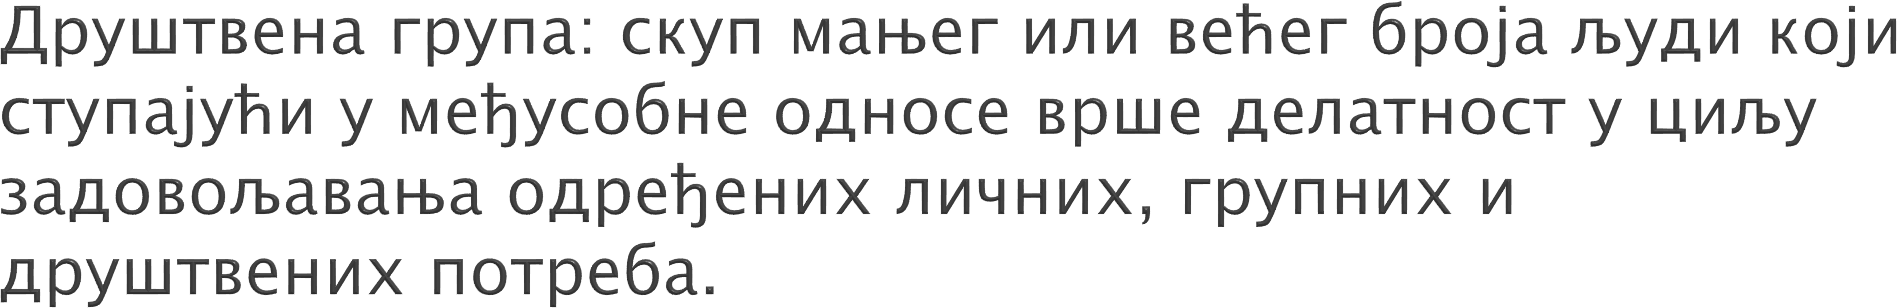 Друштвена група: скуп мањег или већег броја људи који
ступајући у међусобне односе врше делатност у циљу
задовољавања одређених личних, групних и
друштвених потреба.